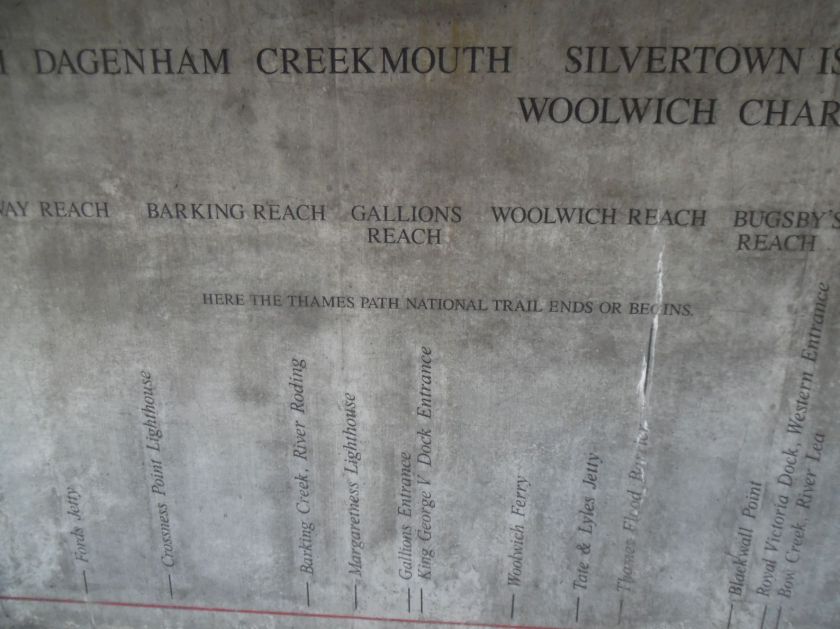 DAGENHAM CREEKMOUTH SILVERTOWN IS
WOOLWICH CHAR
WAY REACH BARKING REACH GALLIONS REACH WOOLWICH REACH BUGSBY'S REACH
HERE THE THAMES PATH NATIONAL TRAIL ENDS OR BEGINS.
Fords Jetty
Crossness Point Lighthouse
Barking Creek, River Roding
Margaretness Lighthouse
Gallions Entrance
King George V Dock Entrance
Woolwich Ferry
Tate & Lyles Jetty
Thames Flood Barrier
Blackwall Point
Royal Victoria Dock, Western Entrance
Bow Creek, River Lea